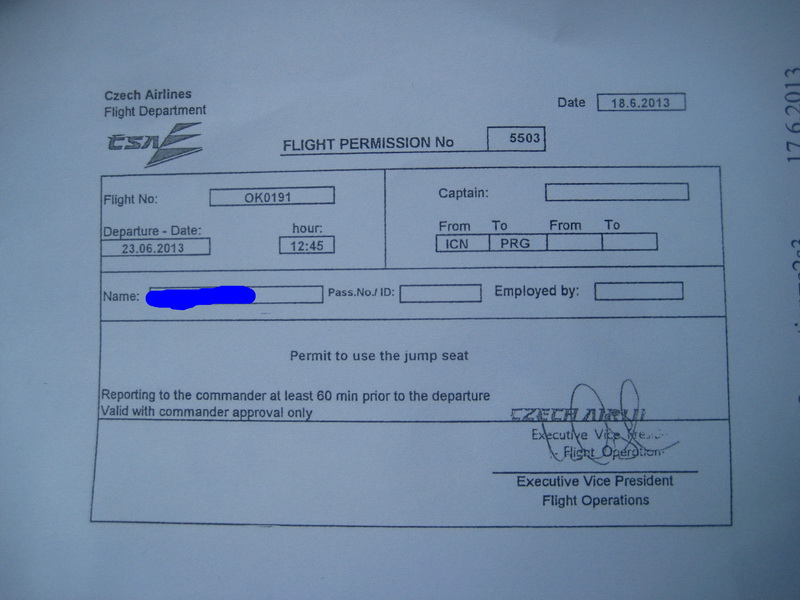 Czech Airlines
Flight Department
CSA
Date 18.6.2013
FLIGHT PERMISSION No 5503
Flight No: OK0191
Captain:
Departure - Date: hour:
23.06.2013 12:45
From To From To
ICN PRG
Name: Pass.No./ ID: Employed by:
Permit to use the jump seat
Reporting to the commander at least 60 min prior to the departure
Valid with commander approval only
CZECH AIRLI
Executive Vice
Flight Operation
Executive Vice President
Flight Operations
17.6.2013